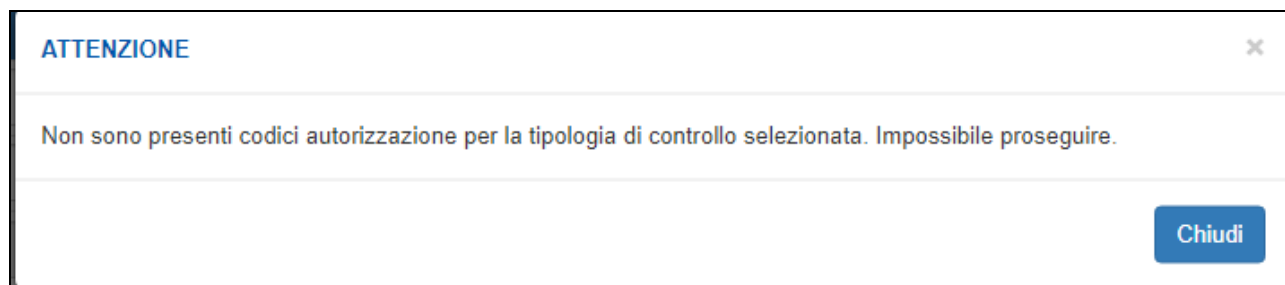 ATTENZIONE
Non sono presenti codici autorizzazione per la tipologia di controllo selezionata. Impossibile proseguire.
Chiudi